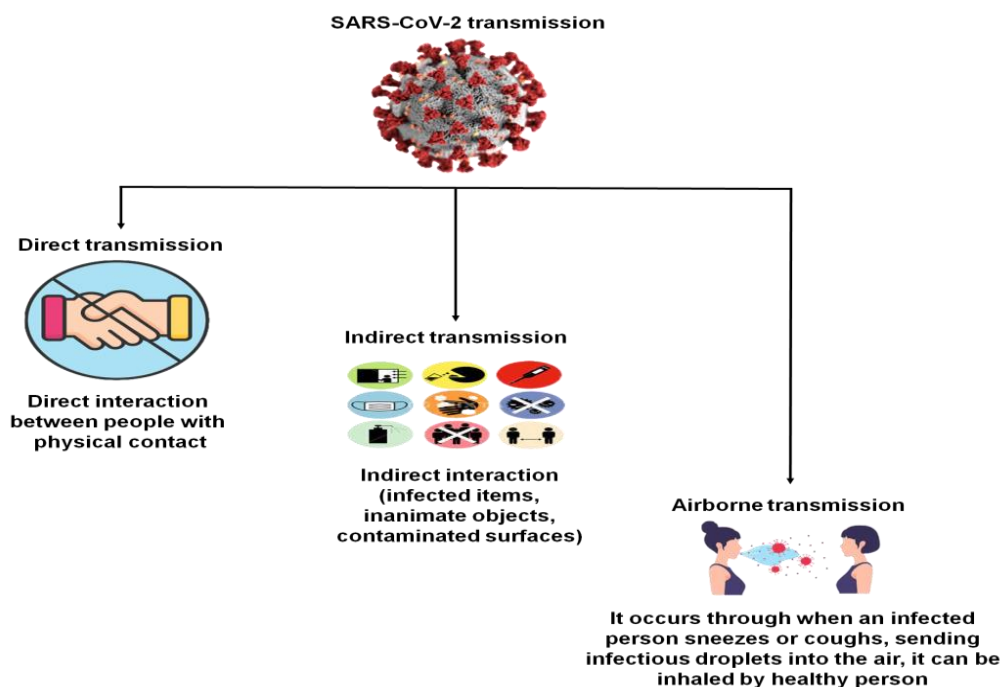 SARS-CoV-2 transmission
Direct transmission
Direct interaction
between people with
physical contact
Indirect transmission
Indirect interaction
(infected items,
inanimate objects,
contaminated surfaces)
Airborne transmission
It occurs through when an infected
person sneezes or coughs, sending
infectious droplets into the air, it can be
inhaled by healthy person